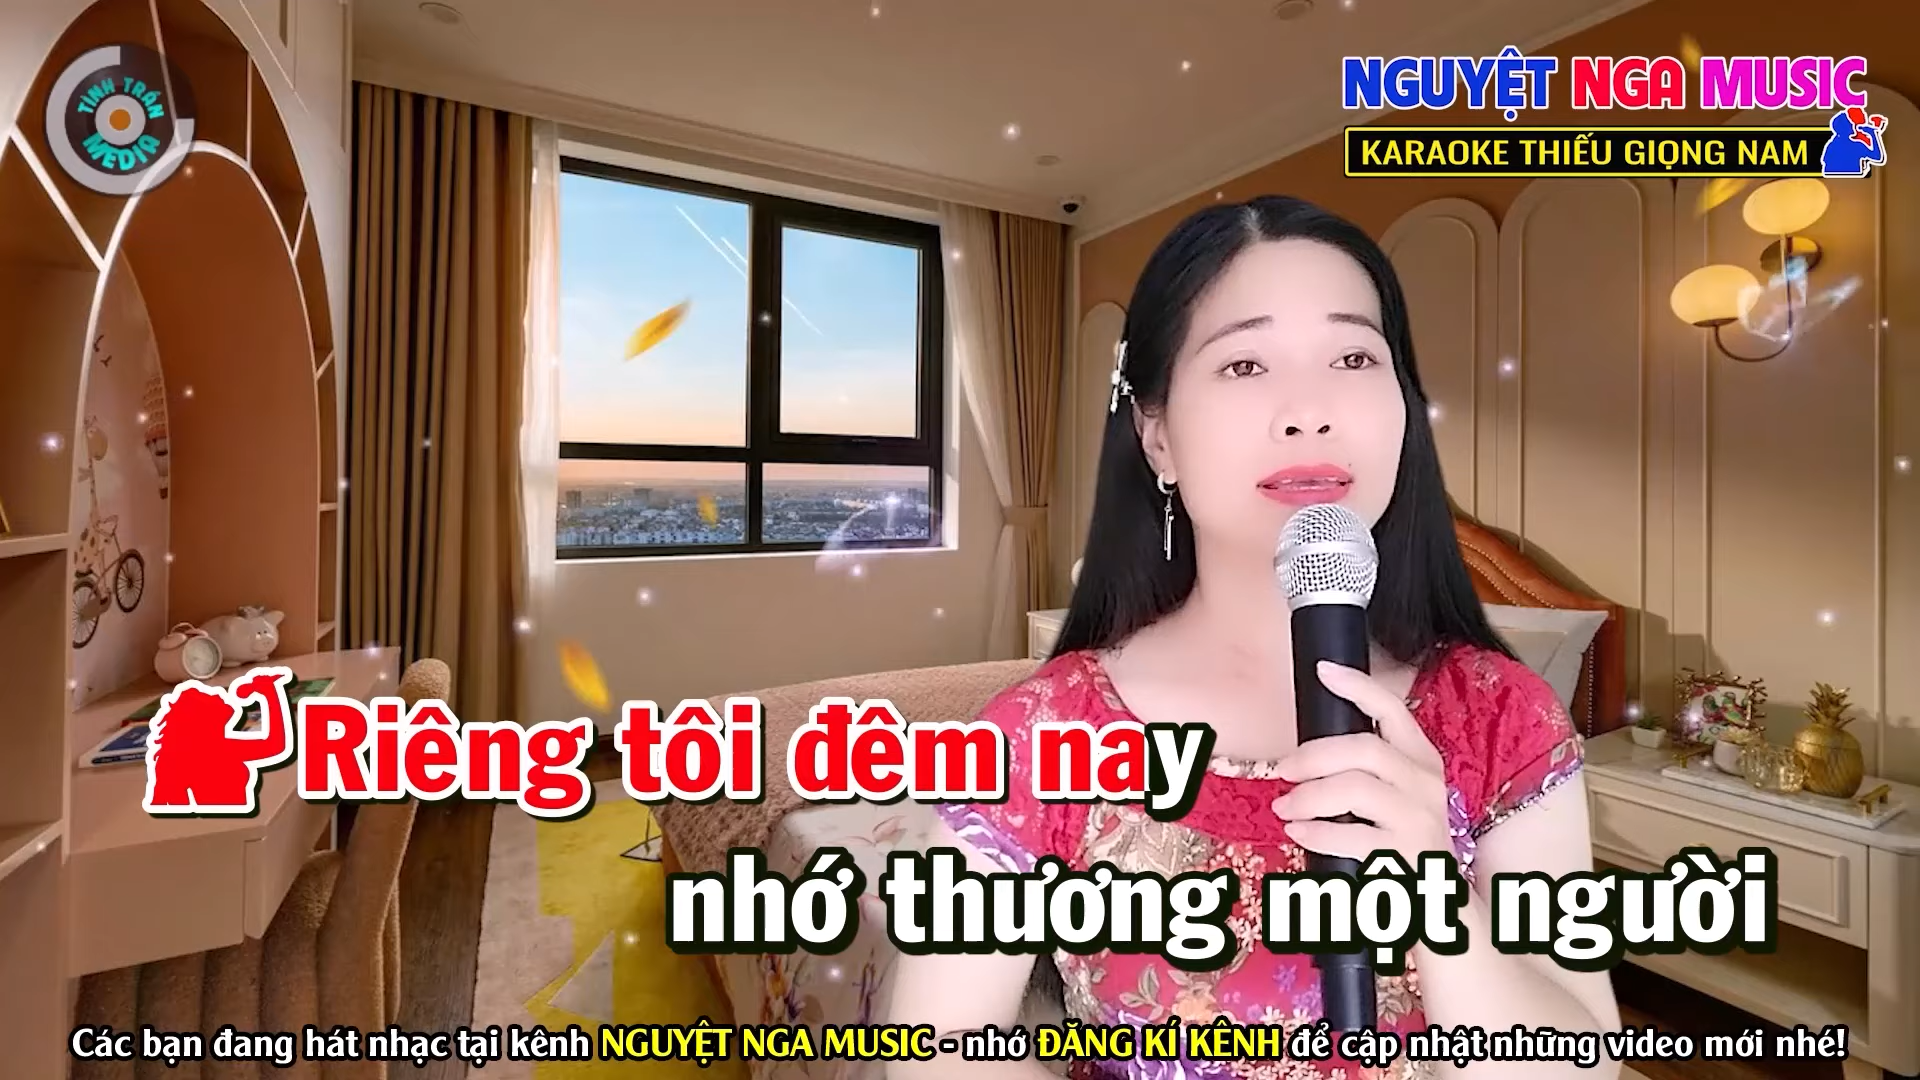 TÌNH TRẦN
MEDIA
NGUYỆT NGA MUSIC
KARAOKE THIẾU GIỌNG NAM
Riêng tôi đêm nay
nhớ thương một người
Các bạn đang hát nhạc tại kênh NGUYỆT NGA MUSIC - nhớ ĐĂNG KÍ KÊNH để cập nhật những video mới nhé!